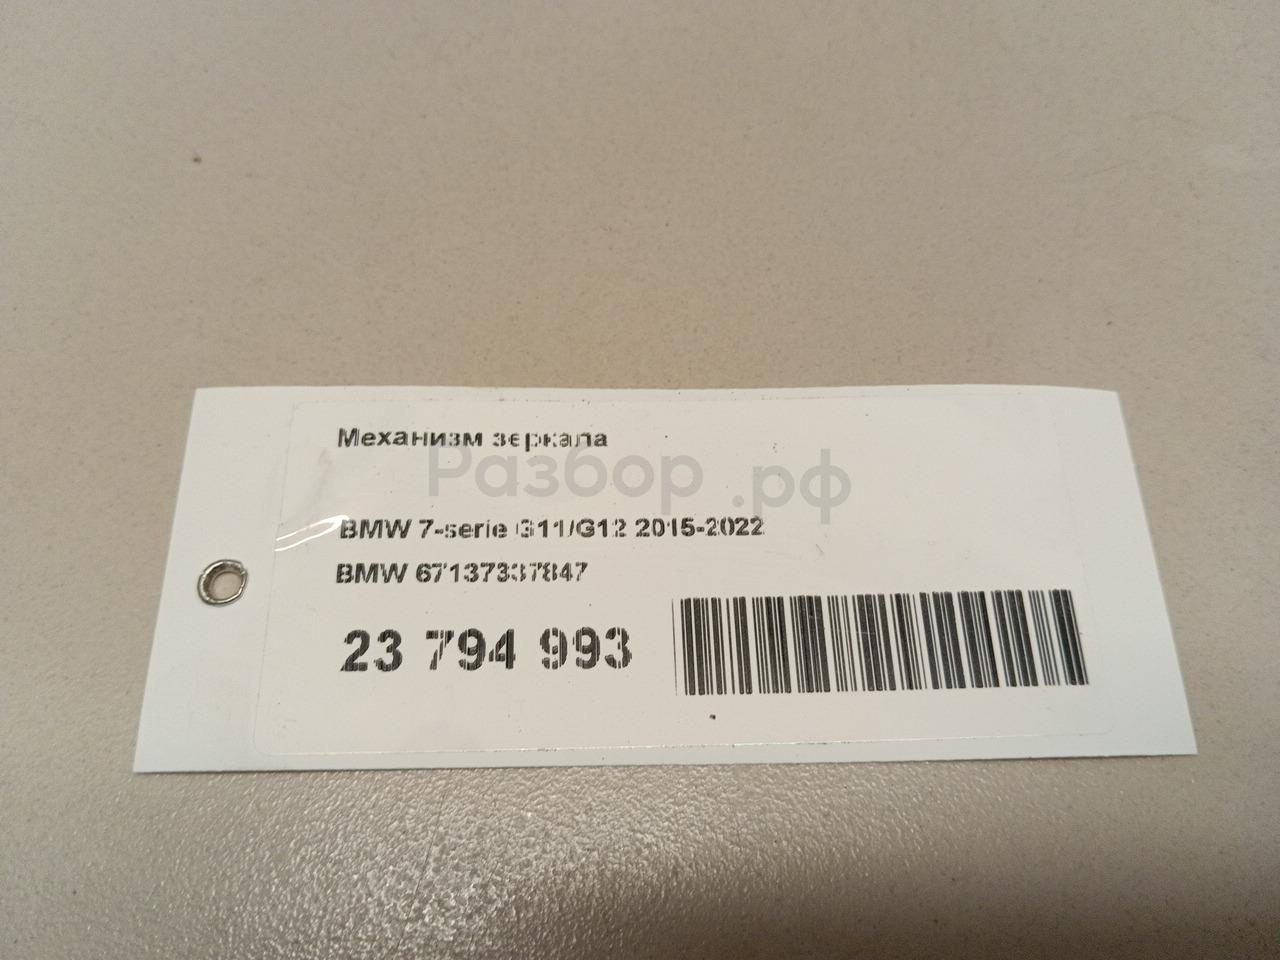 Механизм зеркала
Разбор.рф
BMW 7-serie G11/G12 2015-2022
BMW 67137337847
23 794 993